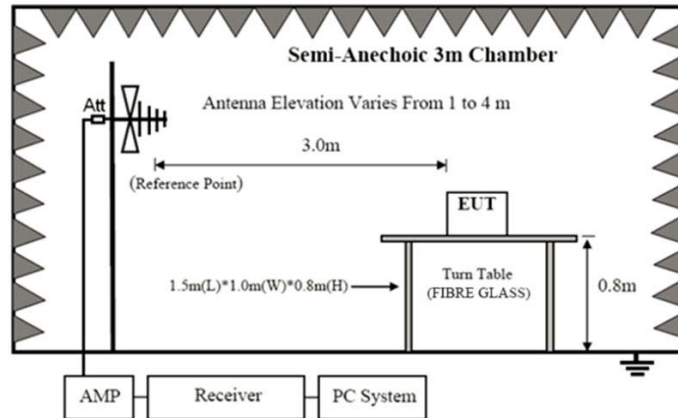 Semi-Anechoic 3m Chamber
Att
Antenna Elevation Varies From 1 to 4 m
3.0m
(Reference Point)
EUT
1.5m(L)*1.0m(W)*0.8m(H)
Turn Table
(FIBRE GLASS)
0.8m
AMP
Receiver
PC System